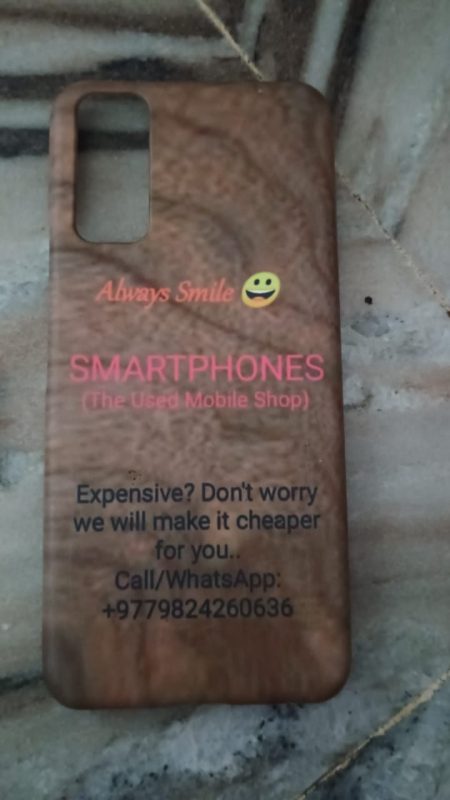 Always Smile 😀
SMARTPHONES
(The Used Mobile Shop)
Expensive? Don't worry
we will make it cheaper
for you..
Call/WhatsApp:
+9779824260636